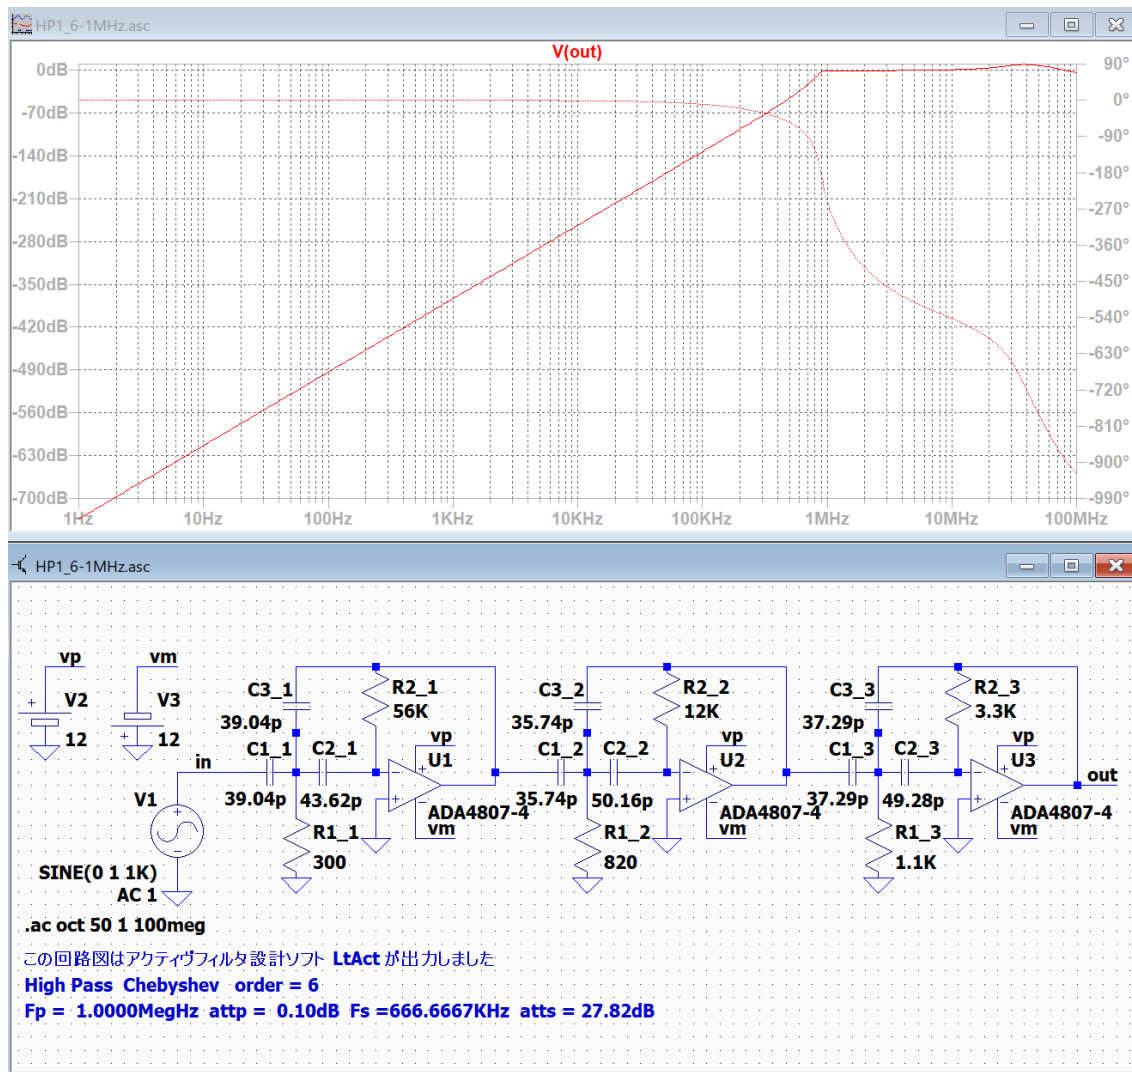 HP1_6-1MHz.asc
V(out)
0dB
-70dB
-140dB
-210dB
-280dB
-350dB
-420dB
-490dB
-560dB
-630dB
-700dB
90°
0°
-90°
-180°
-270°
-360°
-450°
-540°
-630°
-720°
-810°
-900°
-990°
1Hz 10Hz 100Hz 1KHz 10KHz 100KHz 1MHz 10MHz 100MHz
HP1_6-1MHz.asc
vp vm
V2 V3
12 12
in
V1
SINE(0 1 1K)
AC 1
.ac oct 50 1 100meg
C3_1
39.04p
R2_1
56K
C1_1
39.04p
C2_1
43.62p
R1_1
300
vp
U1
ADA4807-4
vm
C3_2
35.74p
R2_2
12K
C1_2
35.74p
C2_2
50.16p
R1_2
820
vp
U2
ADA4807-4
vm
C3_3
37.29p
R2_3
3.3K
C1_3
37.29p
C2_3
49.28p
R1_3
1.1K
vp
U3
ADA4807-4
vm
out
この回路図はアクティヴフィルタ設計ソフト LtAct が出力しました
High Pass Chebyshev order = 6
Fp = 1.0000MegHz attp = 0.10dB Fs =666.6667KHz atts = 27.82dB